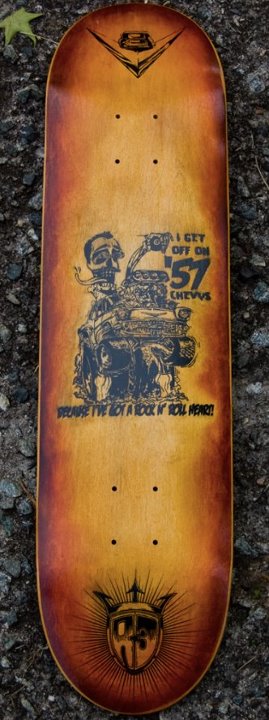 I GET
OFF ON
'57
CHEVYS
BECAUSE I'VE GOT A ROCK N' ROLL HEART!